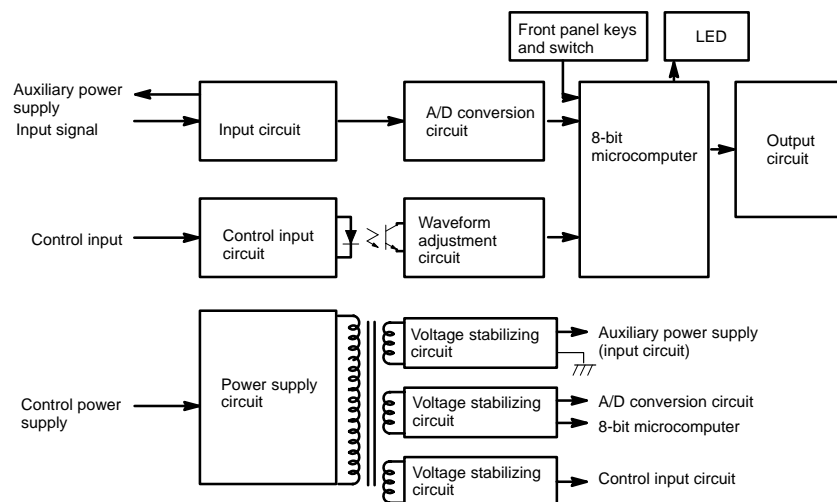 Front panel keys
and switch
LED
Auxiliary power
supply
Input signal
Input circuit
A/D conversion
circuit
8-bit
microcomputer
Output
circuit
Control input
Control input
circuit
Waveform
adjustment
circuit
Control power
supply
Power supply
circuit
Voltage stabilizing
circuit
Auxiliary power supply
(input circuit)
Voltage stabilizing
circuit
A/D conversion circuit
8-bit microcomputer
Voltage stabilizing
circuit
Control input circuit